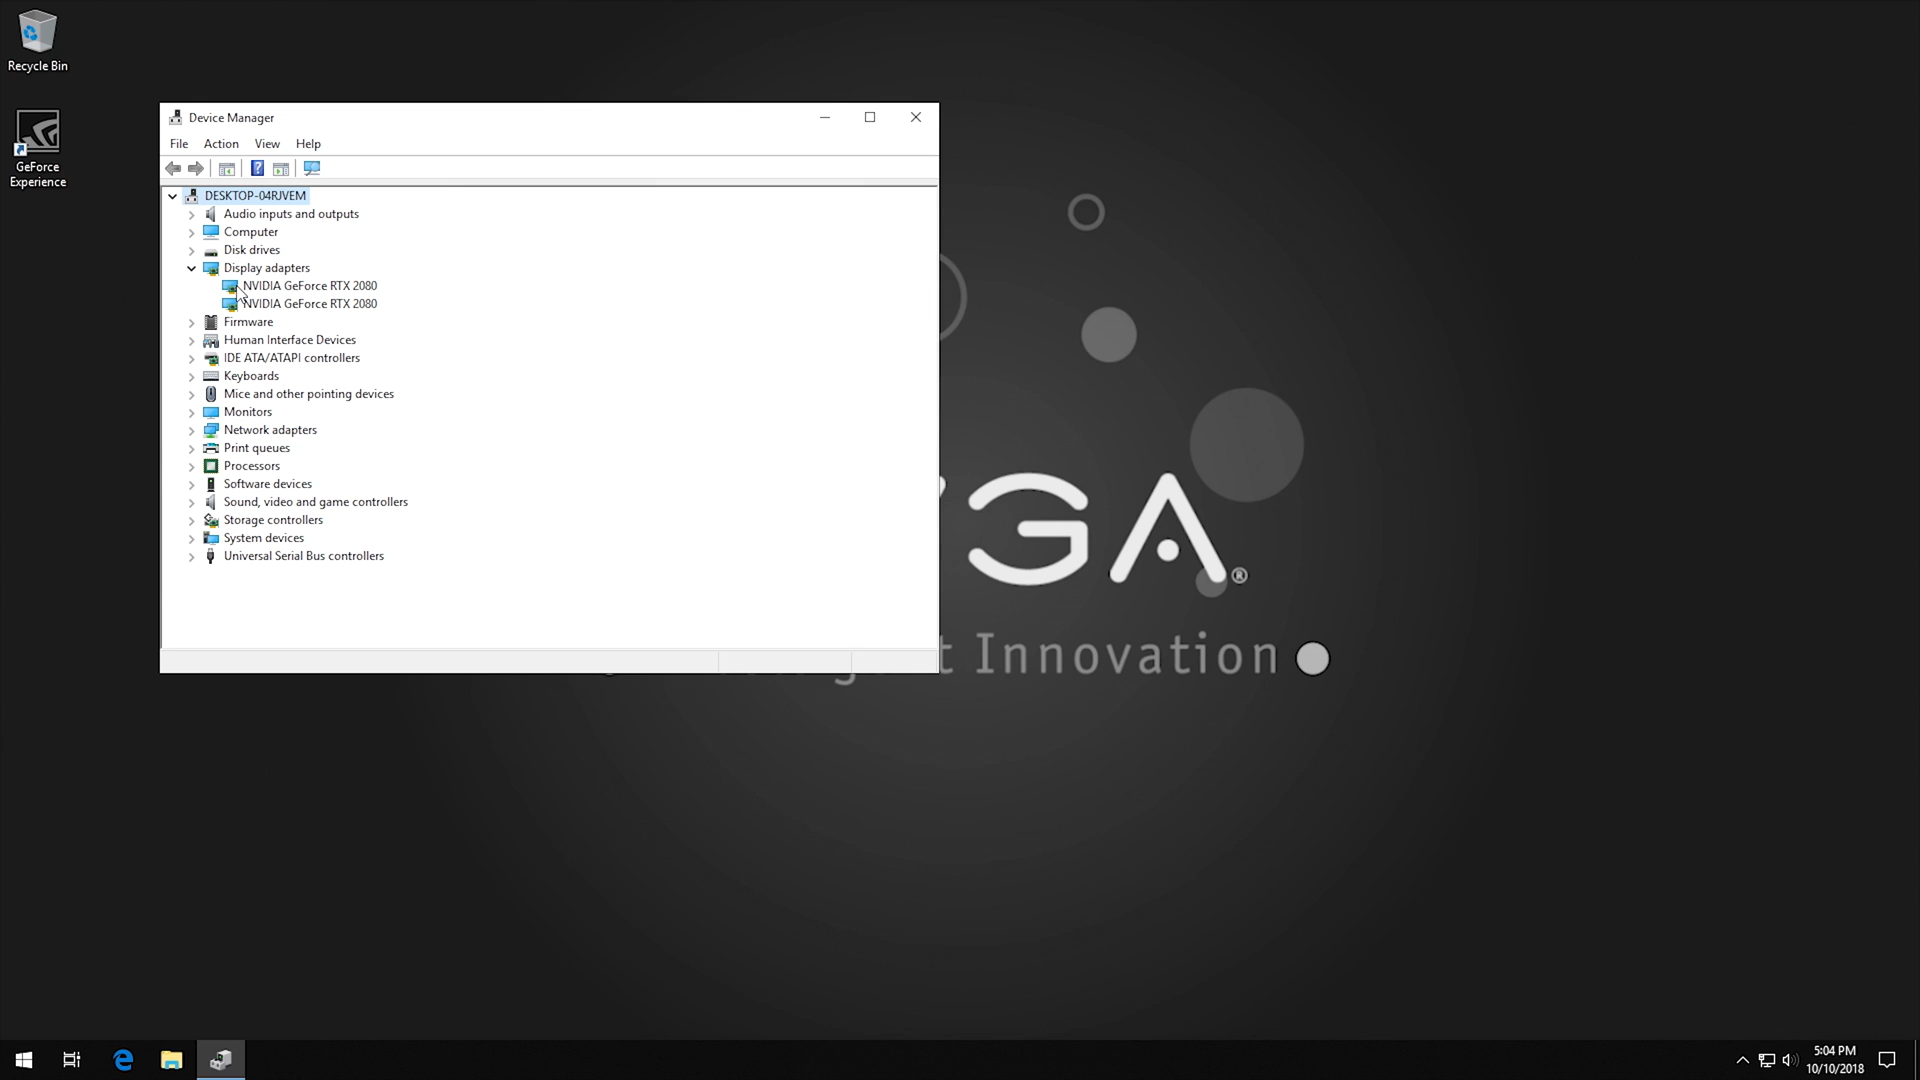 Recycle Bin
GeForce
Experience
Device Manager
File Action View Help
DESKTOP-04RJVEM
Audio inputs and outputs
Computer
Disk drives
Display adapters
NVIDIA GeForce RTX 2080
NVIDIA GeForce RTX 2080
Firmware
Human Interface Devices
IDE ATA/ATAPI controllers
Keyboards
Mice and other pointing devices
Monitors
Network adapters
Print queues
Processors
Software devices
Sound, video and game controllers
Storage controllers
System devices
Universal Serial Bus controllers
GA®
t Innovation
5:04 PM
10/10/2018